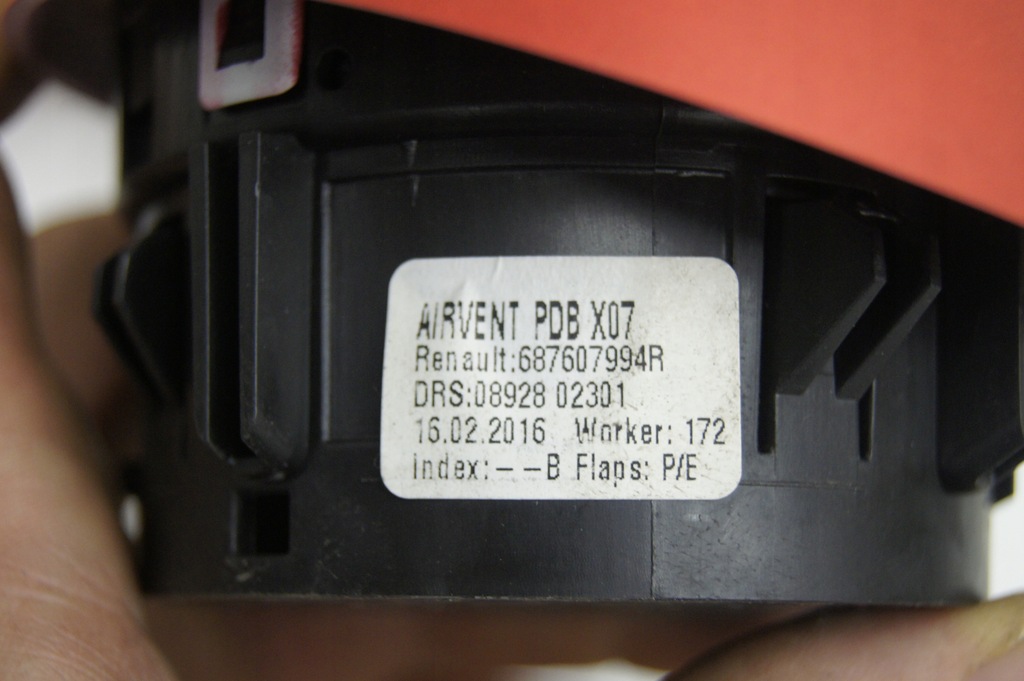 AIRVENT PDB X07
Renault:687607994R
DRS:08928 02301
16.02.2016 Worker: 172
Index:--B Flaps: P/E